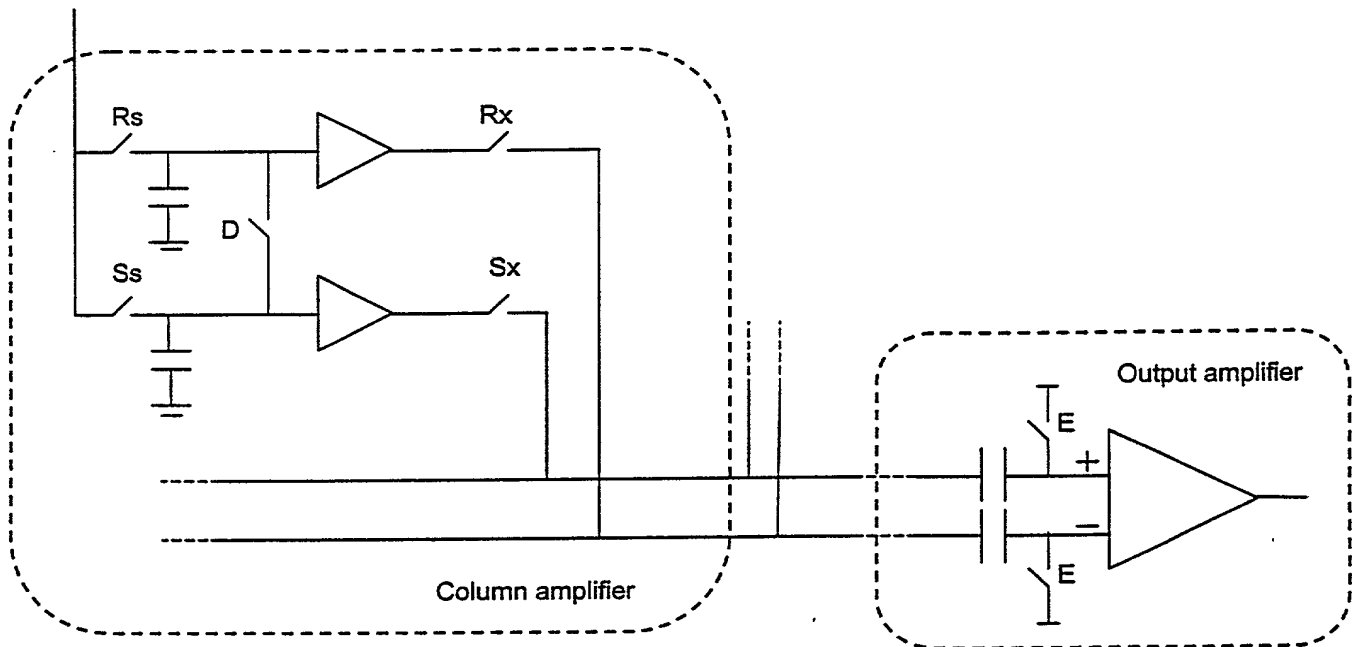 Rs
Rx
D
Ss
Sx
Output amplifier
E
+
−
E
Column amplifier